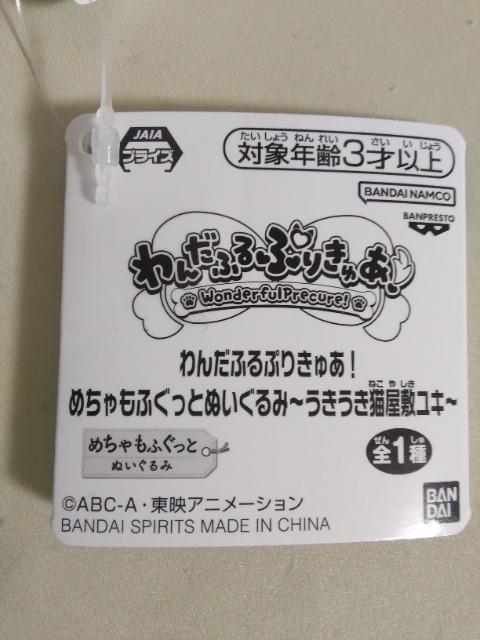 JAIA
プライズ
たいしょうねんれい さいいじょう
対象年齢3才以上
BANDAI NAMCO
BANPRESTO
わんだふるぷりきゅあ!
WonderfulPrecure!
わんだふるぷりきゅあ！
ねこやしき
めちゃもふぐっとぬいぐるみ～うきうき猫屋敷ユキ～
めちゃもふぐっと
ぬいぐるみ
ぜん しゅ
全1種
©ABC-A・東映アニメーション
BANDAI SPIRITS MADE IN CHINA
BAN
DAI